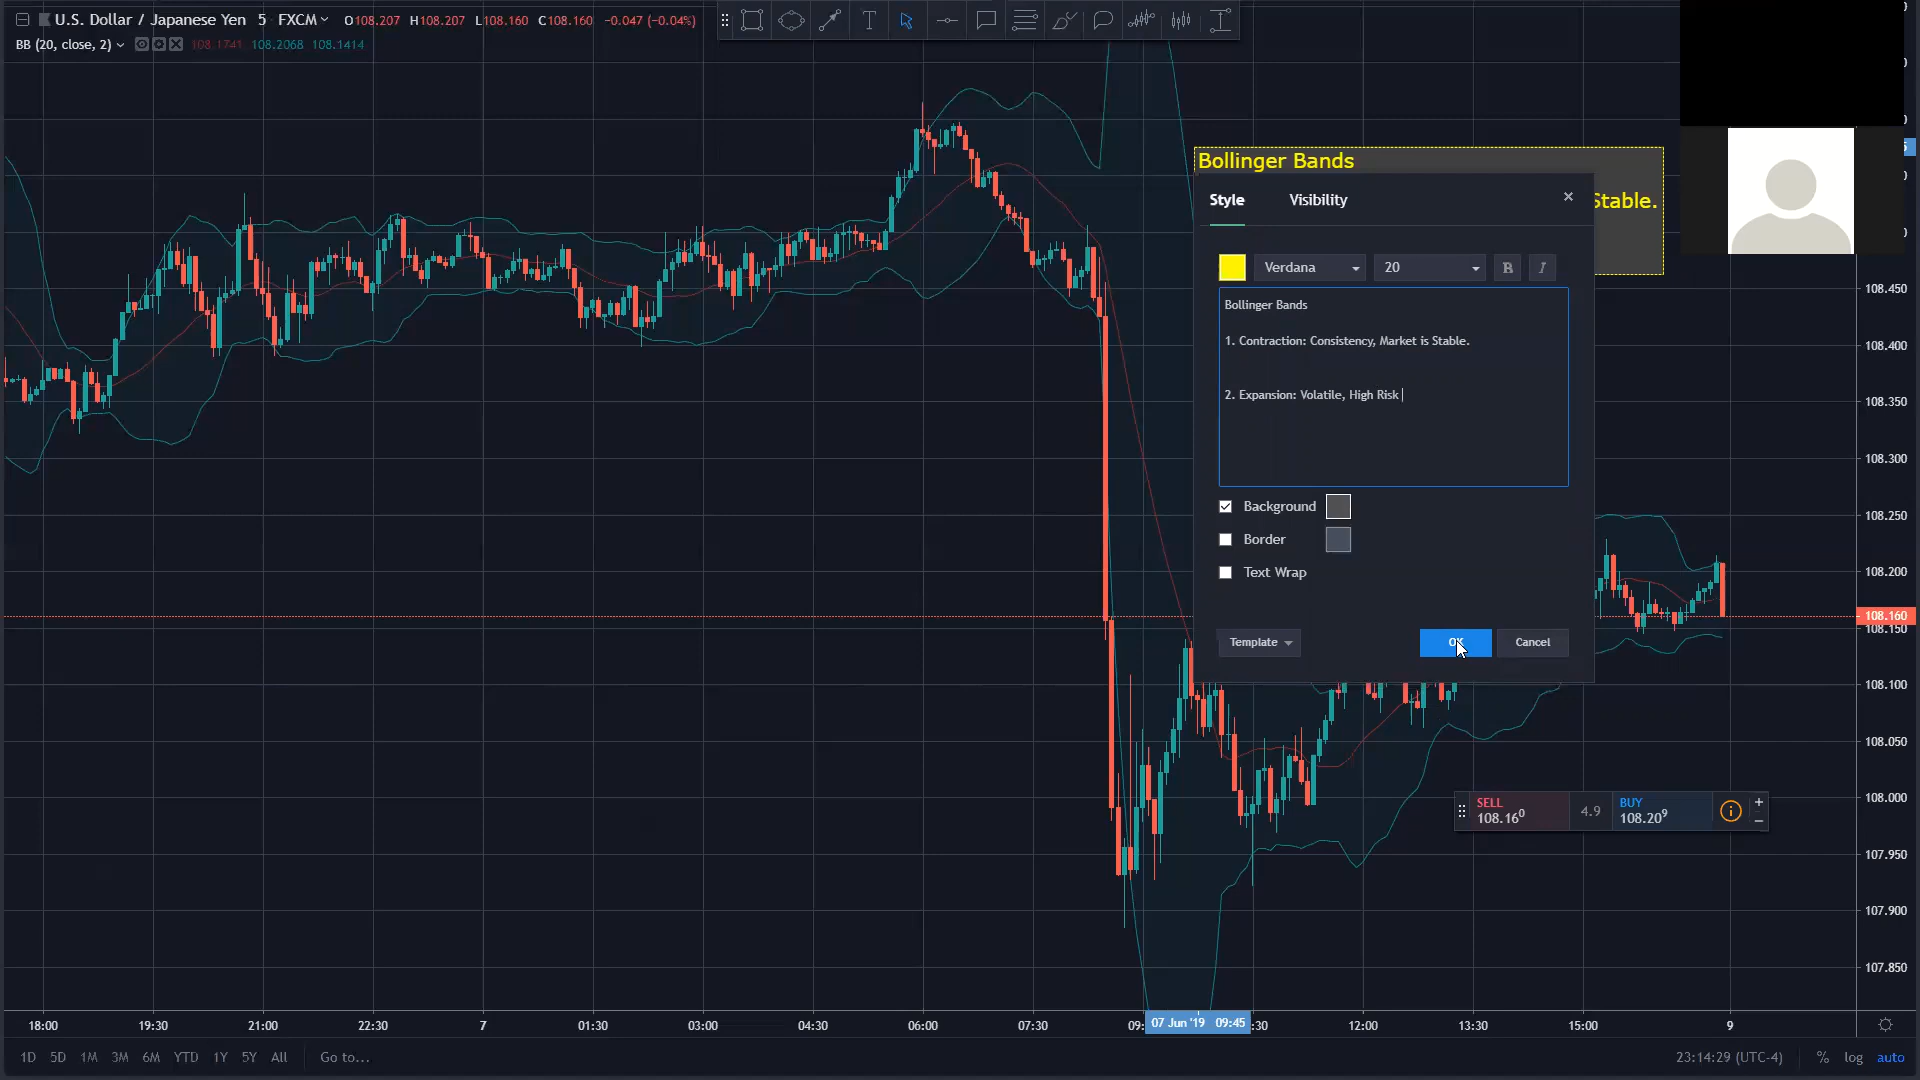 U.S. Dollar / Japanese Yen 5 FXCM O108.207 H108.207 L108.160 C108.160 −0.047 (−0.04%)
BB (20, close, 2) 108.1741 108.2068 108.1414
T
Bollinger Bands
Stable.
Style Visibility ×
Verdana 20 B I
Bollinger Bands
1. Contraction: Consistency, Market is Stable.
2. Expansion: Volatile, High Risk
Background
Border
Text Wrap
Template OK Cancel
108.450
108.400
108.350
108.300
108.250
108.200
108.160
108.150
108.100
108.050
108.000
107.950
107.900
107.850
SELL
108.160
4.9
BUY
108.209
+
−
18:00 19:30 21:00 22:30 7 01:30 03:00 04:30 06:00 07:30 09: 07 Jun '19 09:45 :30 12:00 13:30 15:00 9
1D 5D 1M 3M 6M YTD 1Y 5Y All Go to... 23:14:29 (UTC-4) % log auto